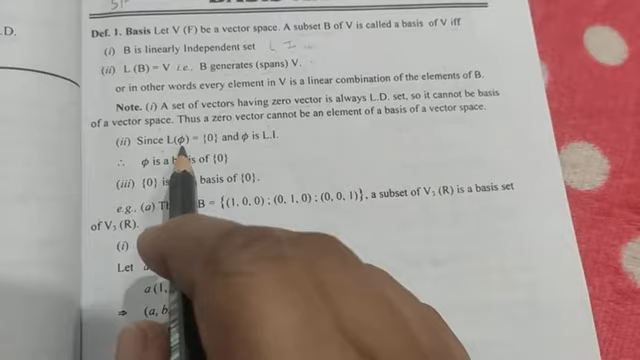 D.
Def. 1. Basis Let V (F) be a vector space. A subset B of V is called a basis of V iff
(i) B is linearly Independent set L I
(ii) L (B) = V i.e., B generates (spans) V.
or in other words every element in V is a linear combination of the elements of B.
Note. (i) A set of vectors having zero vector is always L.D. set, so it cannot be basis
of a vector space. Thus a zero vector cannot be an element of a basis of a vector space.
(ii) Since L(ϕ) = {0} and ϕ is L.I.
∴ ϕ is a b is of {0}
(iii) {0} is basis of {0}.
e.g., (a) B = {(1, 0, 0) ; (0, 1, 0) ; (0, 0, 1)}, a subset of V₃ (R) is a basis set
of V₃ (R).
(i)
Let
a (1,
⇒ (a, b,